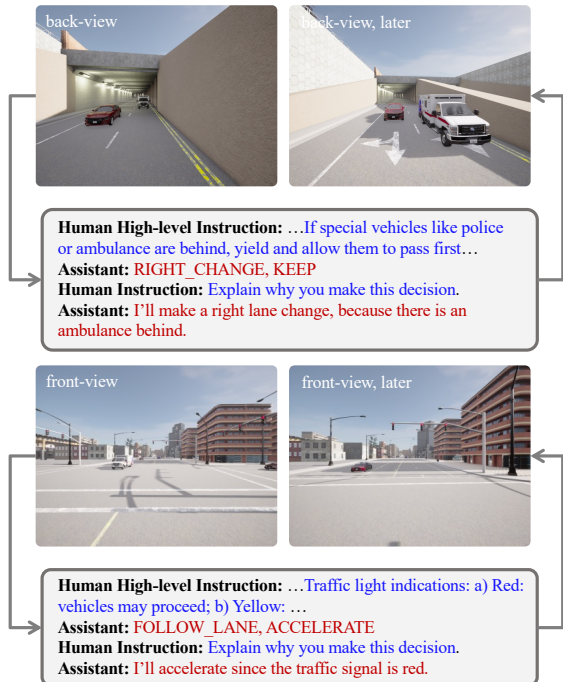 back-view
back-view, later
Human High-level Instruction: …If special vehicles like police
or ambulance are behind, yield and allow them to pass first…
Assistant: RIGHT_CHANGE, KEEP
Human Instruction: Explain why you make this decision.
Assistant: I’ll make a right lane change, because there is an
ambulance behind.
front-view
front-view, later
Human High-level Instruction: …Traffic light indications: a) Red:
vehicles may proceed; b) Yellow: …
Assistant: FOLLOW_LANE, ACCELERATE
Human Instruction: Explain why you make this decision.
Assistant: I’ll accelerate since the traffic signal is red.